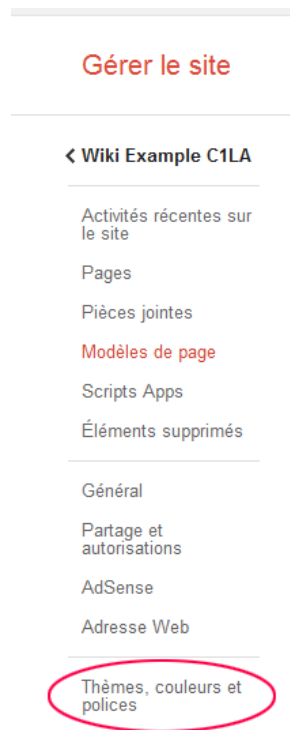 Gérer le site
Wiki Example C1LA
Activités récentes sur
le site
Pages
Pièces jointes
Modèles de page
Scripts Apps
Éléments supprimés
Général
Partage et
autorisations
AdSense
Adresse Web
Thèmes, couleurs et
polices